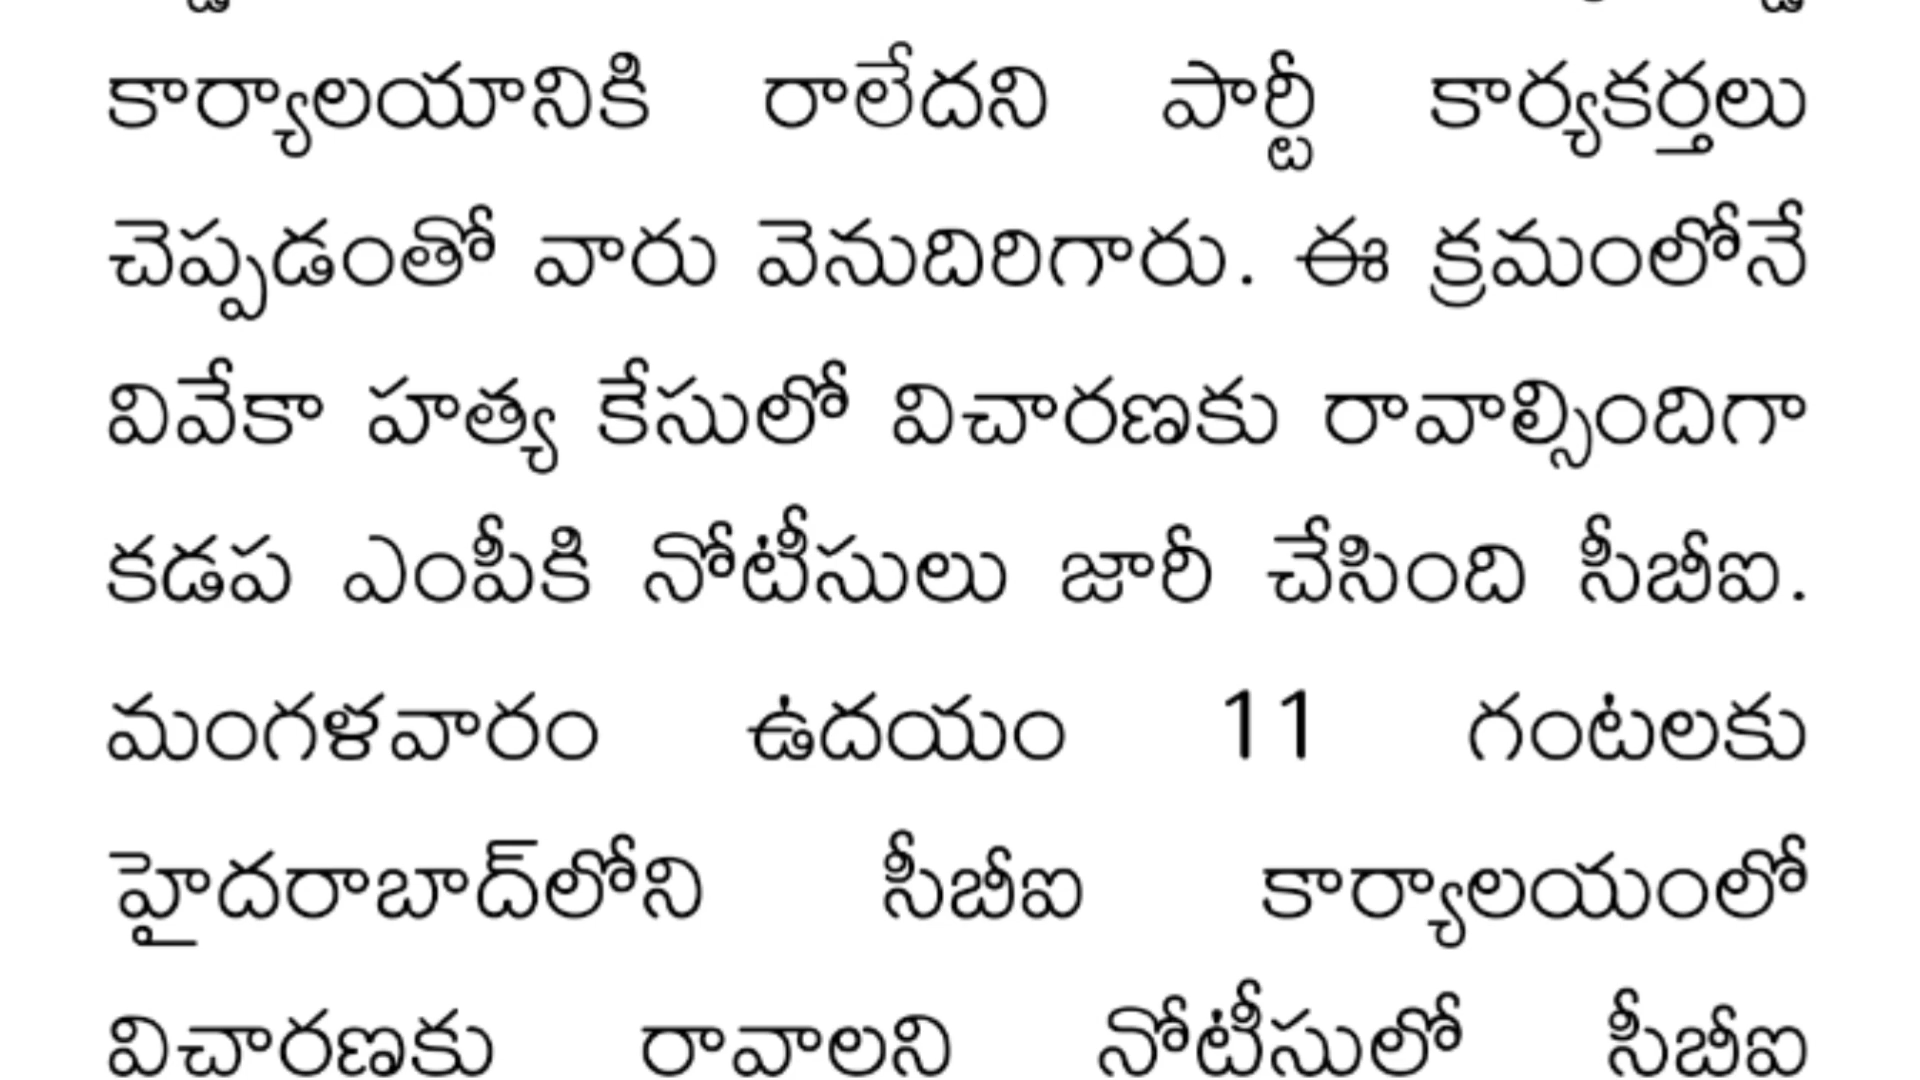 కార్యాలయానికి రాలేదని పార్టీ కార్యకర్తలు
చెప్పడంతో వారు వెనుదిరిగారు. ఈ క్రమంలోనే
వివేకా హత్య కేసులో విచారణకు రావాల్సిందిగా
కడప ఎంపీకి నోటీసులు జారీ చేసింది సీబీఐ.
మంగళవారం ఉదయం 11 గంటలకు
హైదరాబాద్‌లోని సీబీఐ కార్యాలయంలో
విచారణకు రావాలని నోటీసులో సీబీఐ